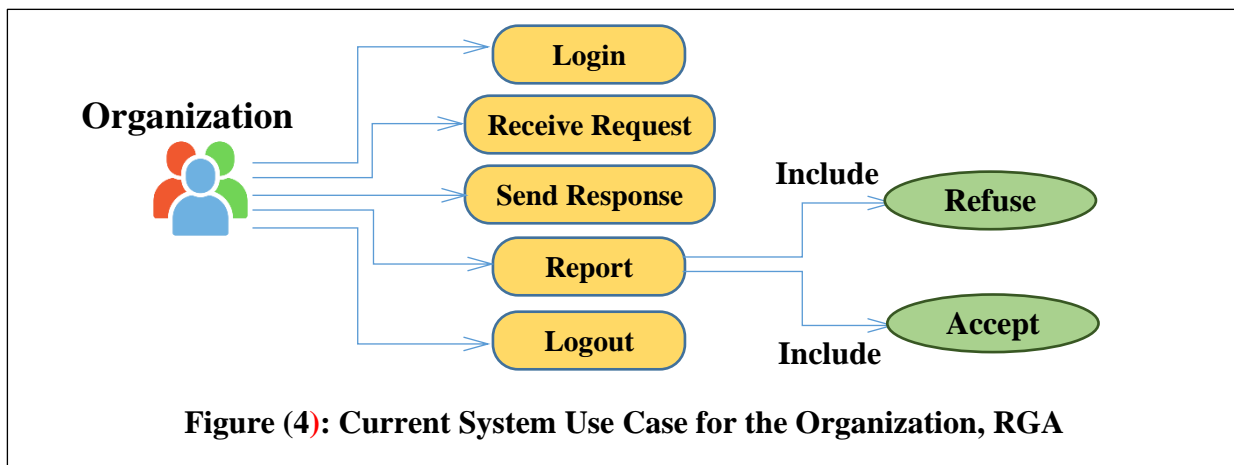 Organization
Login
Receive Request
Send Response
Report
Logout
Include
Refuse
Accept
Include
Figure (4): Current System Use Case for the Organization, RGA